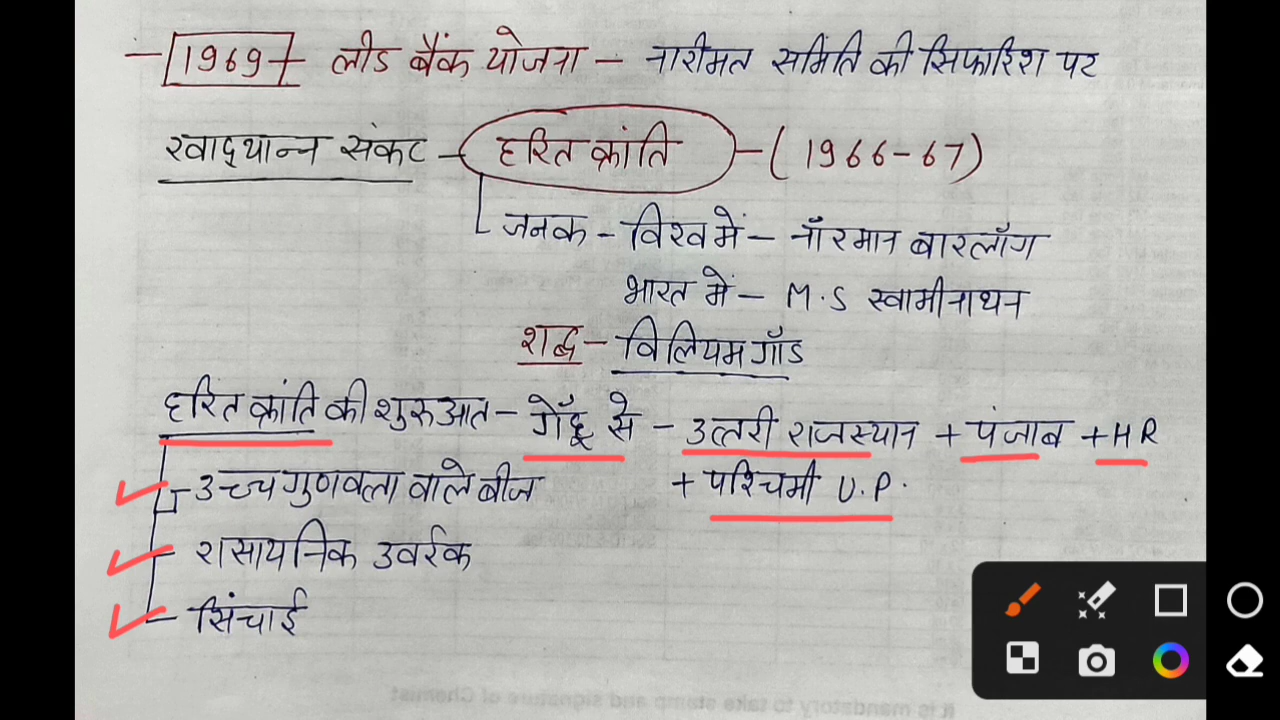 - 1969 - लीड बैंक योजना - नारीमन समिति की सिफारिश पर
खाद्यान्न संकट - हरित क्रांति - ( 1966-67 )
जनक - विश्व में - नॉरमान बारलॉग
भारत में - M.S स्वामीनाथन
शब्द - विलियम गॉड
हरित क्रांति की शुरुआत - गेहूँ से - उत्तरी राजस्थान + पंजाब + HR
+ पश्चिमी U.P.
- उच्च गुणवत्ता वाले बीज
- रासायनिक उर्वरक
- सिंचाई